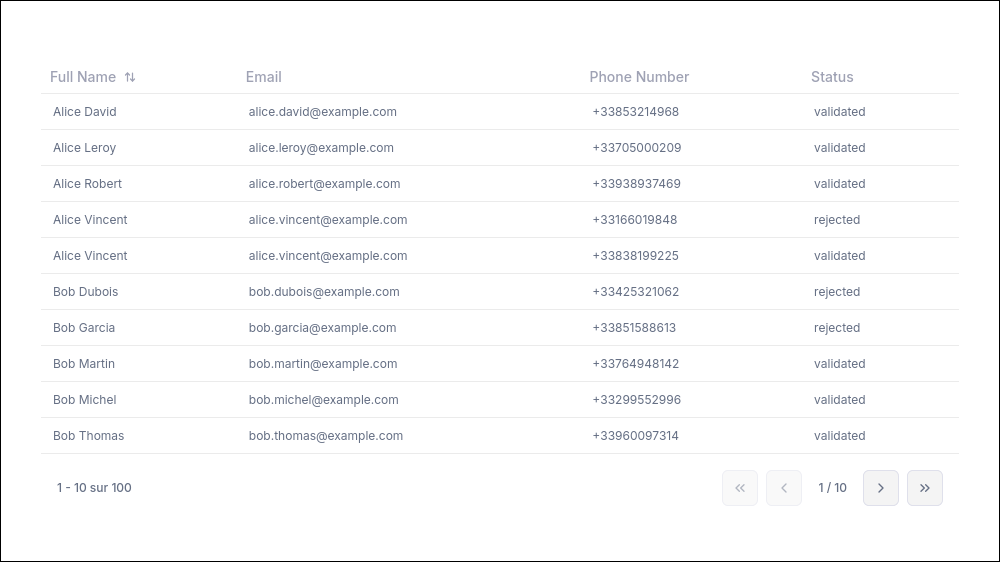 Full Name Email Phone Number Status
Alice David alice.david@example.com +33853214968 validated
Alice Leroy alice.leroy@example.com +33705000209 validated
Alice Robert alice.robert@example.com +33938937469 validated
Alice Vincent alice.vincent@example.com +33166019848 rejected
Alice Vincent alice.vincent@example.com +33838199225 validated
Bob Dubois bob.dubois@example.com +33425321062 rejected
Bob Garcia bob.garcia@example.com +33851588613 rejected
Bob Martin bob.martin@example.com +33764948142 validated
Bob Michel bob.michel@example.com +33299552996 validated
Bob Thomas bob.thomas@example.com +33960097314 validated
1 - 10 sur 100 1 / 10